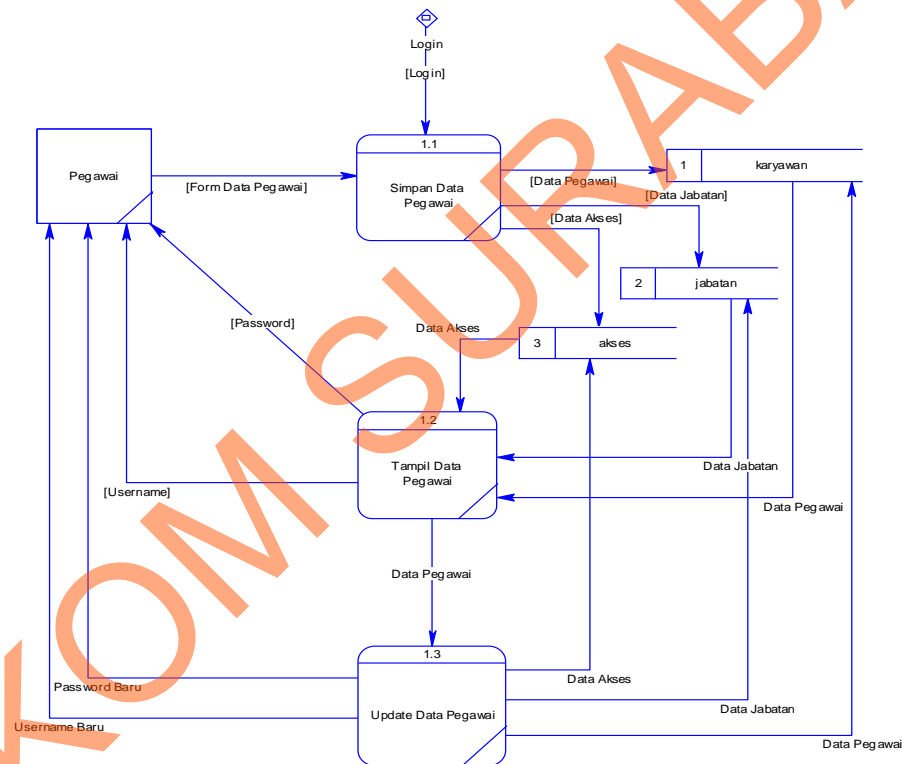 Login
[Login]
1.1
Simpan Data
Pegawai
Pegawai
[Form Data Pegawai]
[Data Pegawai]
1
karyawan
[Data Jabatan]
[Data Akses]
2
jabatan
[Password]
Data Akses
3
akses
1.2
Tampil Data
Pegawai
[Username]
Data Jabatan
Data Pegawai
Data Pegawai
1.3
Update Data Pegawai
Password Baru
Username Baru
Data Akses
Data Jabatan
Data Pegawai
KOM SURABA